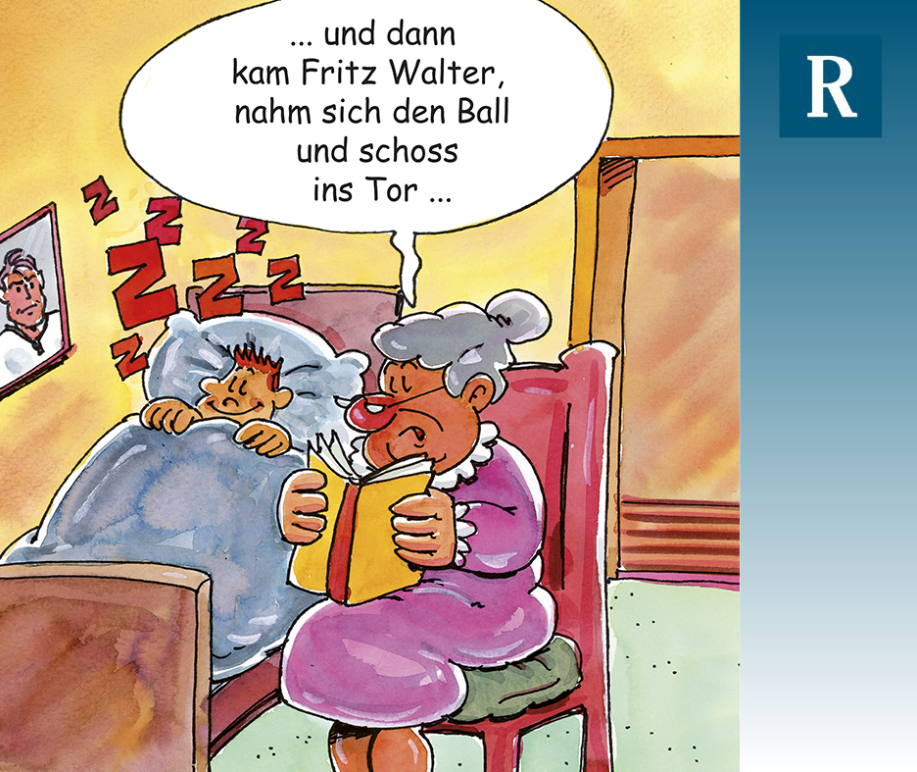 ... und dann
kam Fritz Walter,
nahm sich den Ball
und schoss
ins Tor ...
Z
Z
Z
Z
Z
Z
Z
R